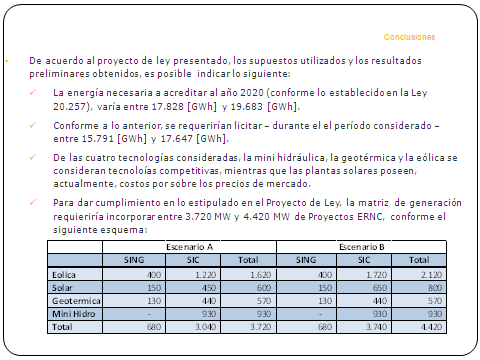 Conclusiones
De acuerdo al proyecto de ley presentado, los supuestos utilizados y los resultados
preliminares obtenidos, es posible indicar lo siguiente:
La energía necesaria a acreditar al año 2020 (conforme lo establecido en la Ley
20.257), varía entre 17.828 [GWh] y 19.683 [GWh].
Conforme a lo anterior, se requerirían licitar – durante el el período considerado –
entre 15.791 [GWh] y 17.647 [GWh].
De las cuatro tecnologías consideradas, la mini hidráulica, la geotérmica y la eólica se
consideran tecnoloías competitivas, mientras que las plantas solares poseen,
actualmente, costos por sobre los precios de mercado.
Para dar cumplimiento en lo estipulado en el Proyecto de Ley, la matriz de generación
requieriría incorporar entre 3.720 MW y 4.420 MW de Proyectos ERNC, conforme el
siguiente esquema:
Escenario A Escenario B
SING SIC Total SING SIC Total
Eolica 400 1.220 1.620 400 1.720 2.120
Solar 150 450 600 150 650 800
Geotermica 130 440 570 130 440 570
Mini Hidro - 930 930 - 930 930
Total 680 3.040 3.720 680 3.740 4.420